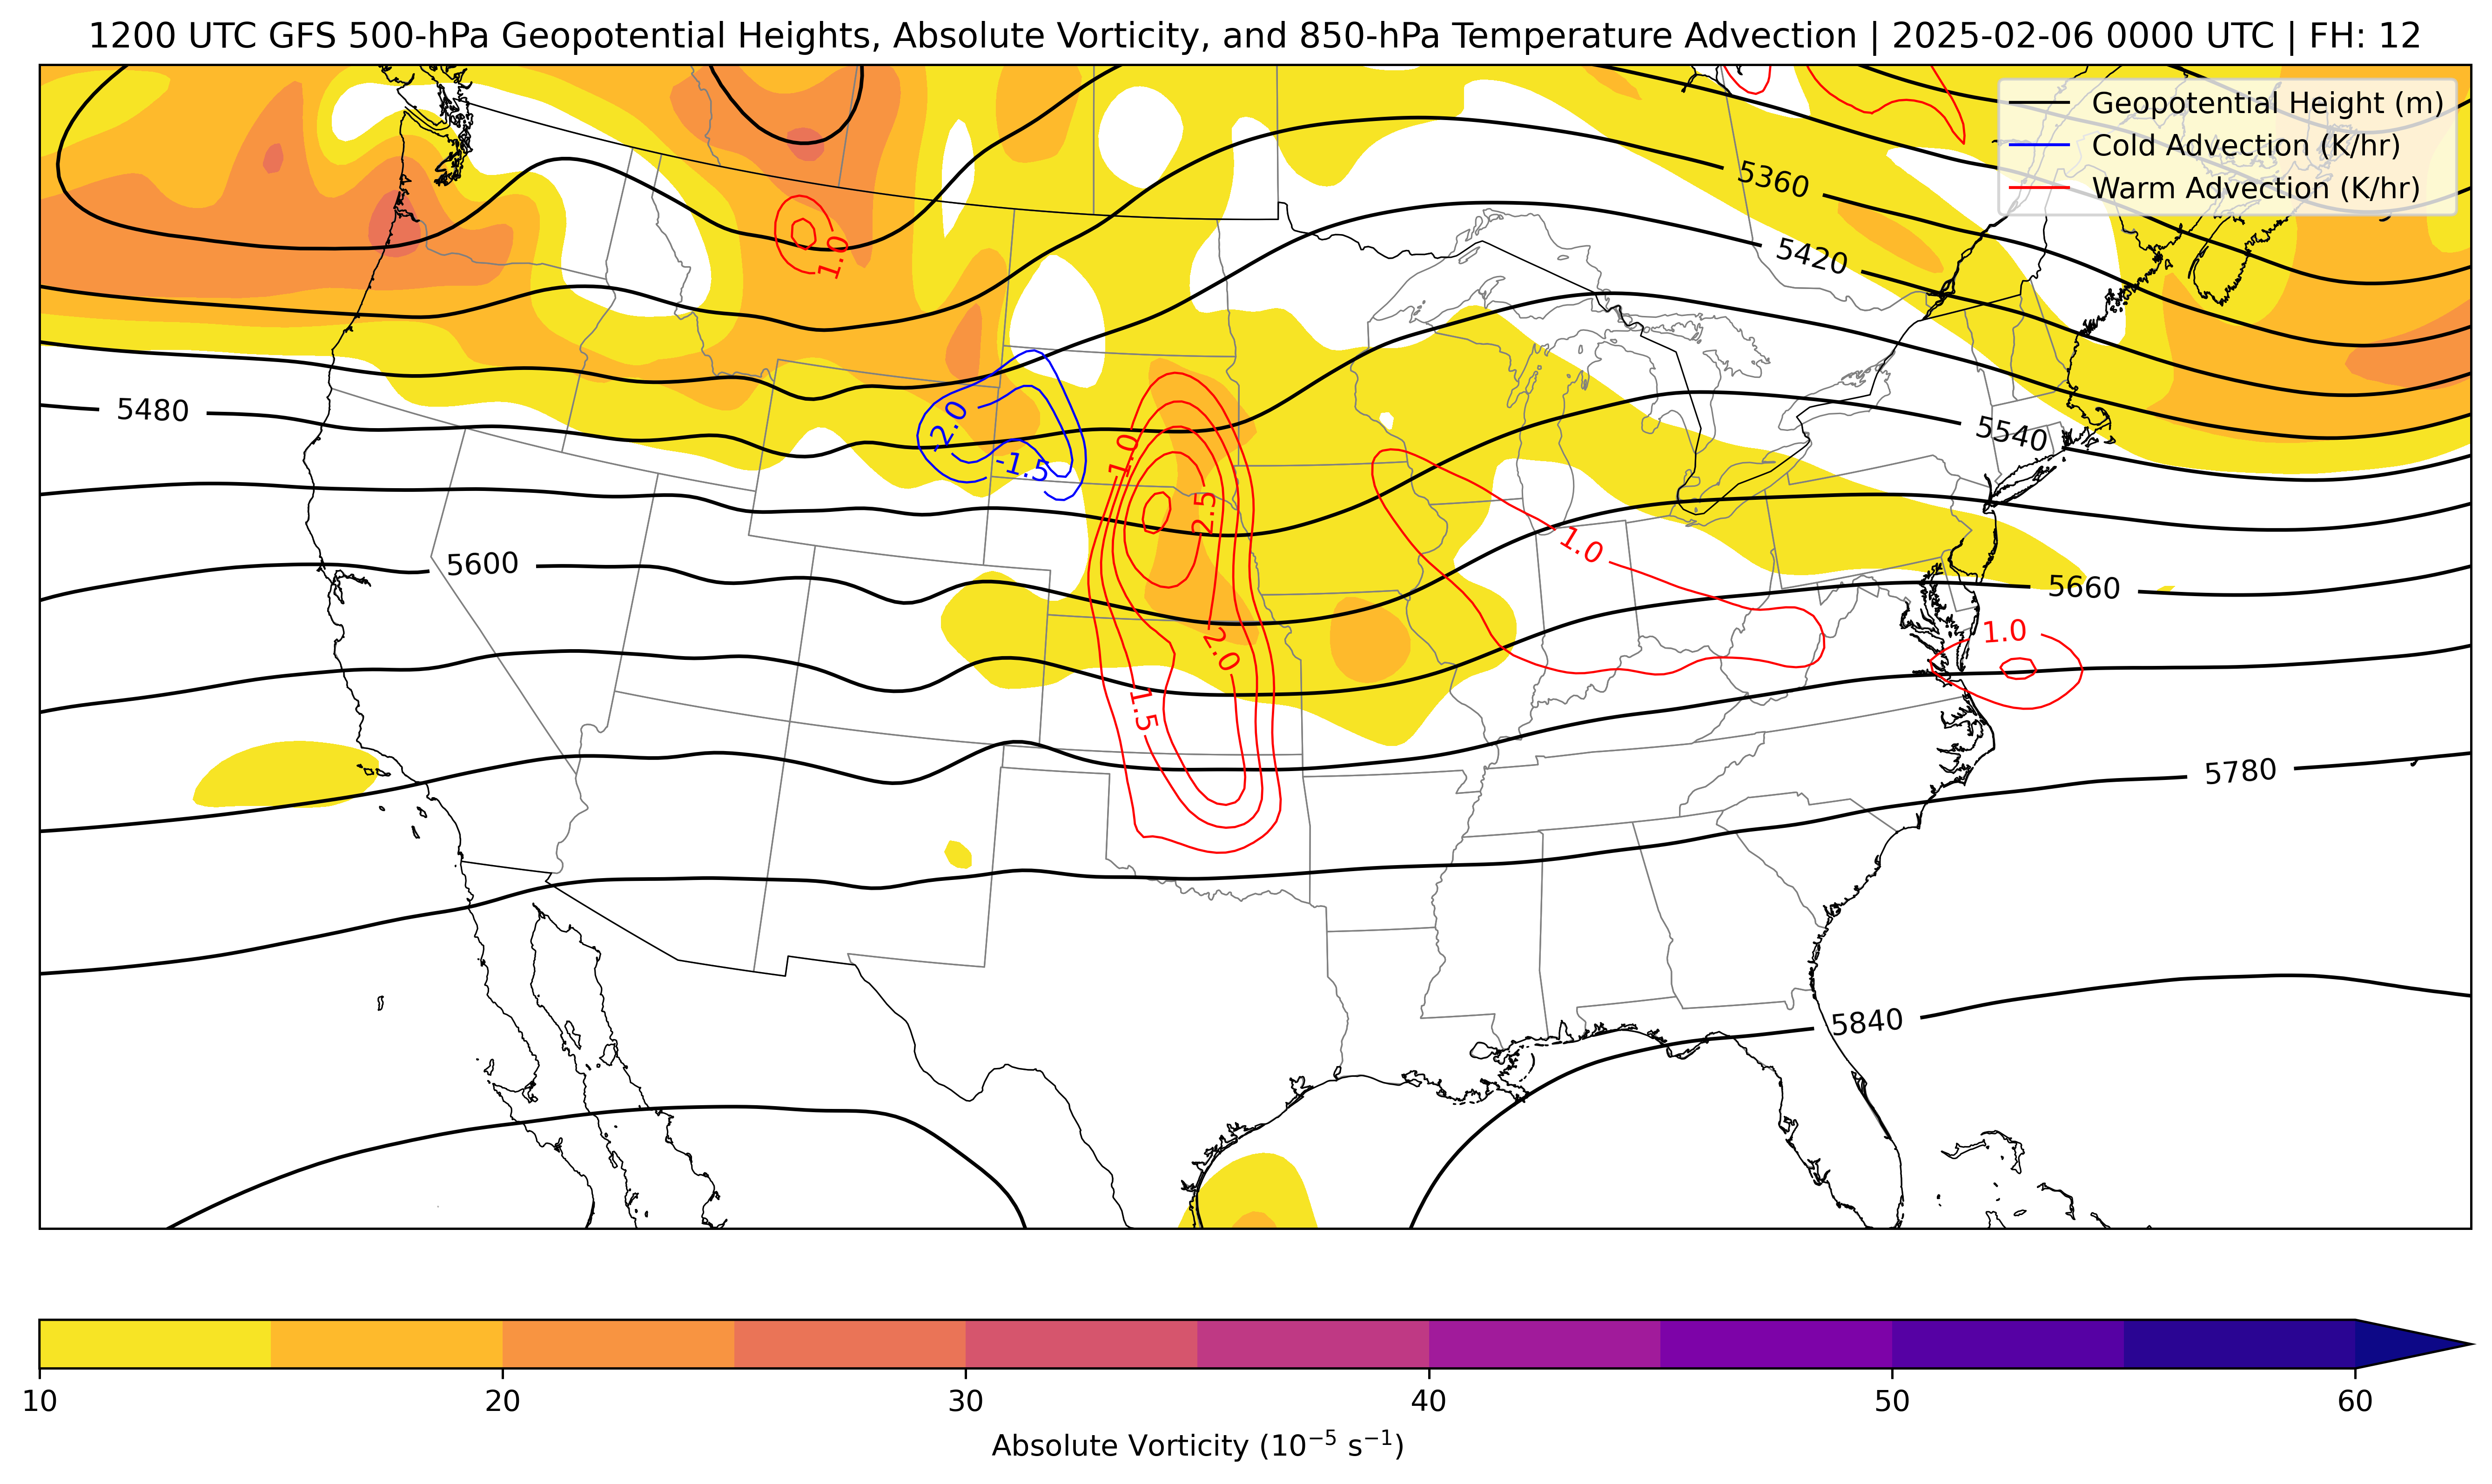 1200 UTC GFS 500-hPa Geopotential Heights, Absolute Vorticity, and 850-hPa Temperature Advection | 2025-02-06 0000 UTC | FH: 12
Geopotential Height (m)
Cold Advection (K/hr)
Warm Advection (K/hr)
5360
5420
1.0
5480
-2.0
-1.5
1.0
5540
2.5
1.0
5600
5660
2.0
1.0
1.5
5780
5840
10 20 30 40 50 60
Absolute Vorticity (10⁻⁵ s⁻¹)